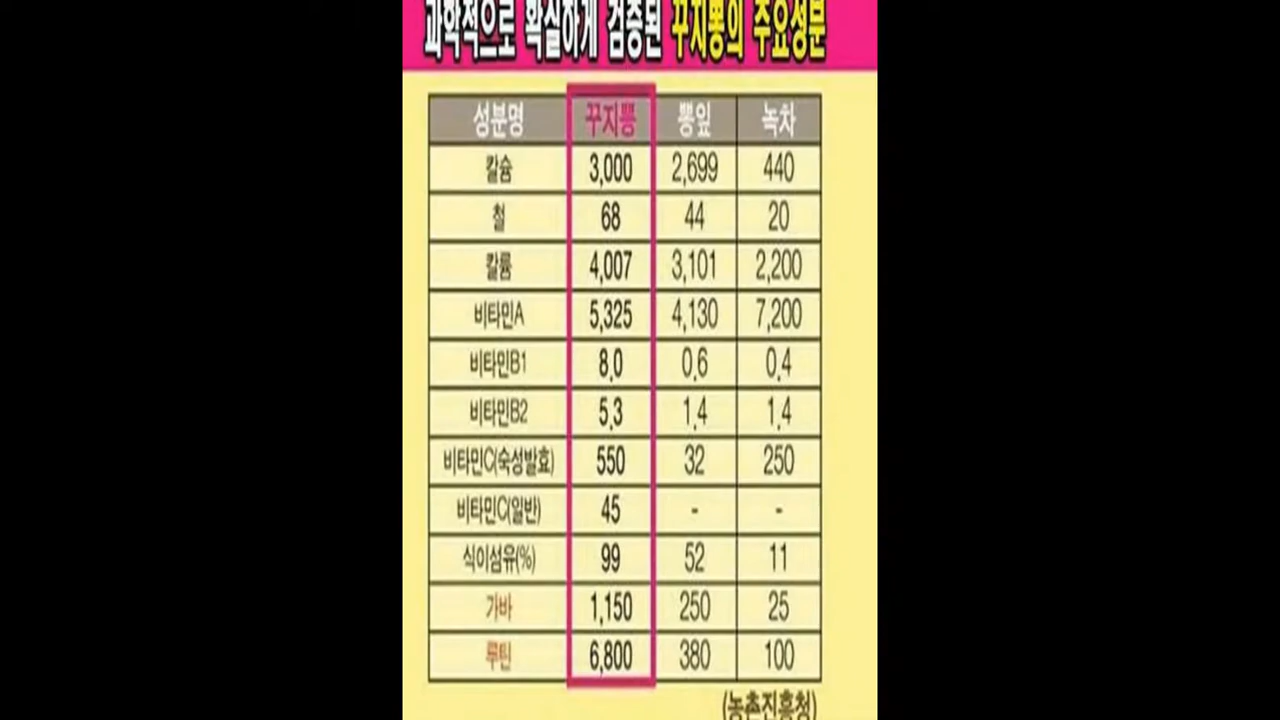 과학적으로 확실하게 검증된 꾸지뽕의 주요성분
성분명 꾸지뽕 뽕잎 녹차
칼슘 3,000 2,699 440
철 68 44 20
칼륨 4,007 3,101 2,200
비타민A 5,325 4,130 7,200
비타민B1 8.0 0.6 0.4
비타민B2 5.3 1.4 1.4
비타민C(숙성발효) 550 32 250
비타민C(일반) 45 - -
식이섬유(%) 99 52 11
가바 1,150 250 25
루틴 6,800 380 100
(농촌진흥청)